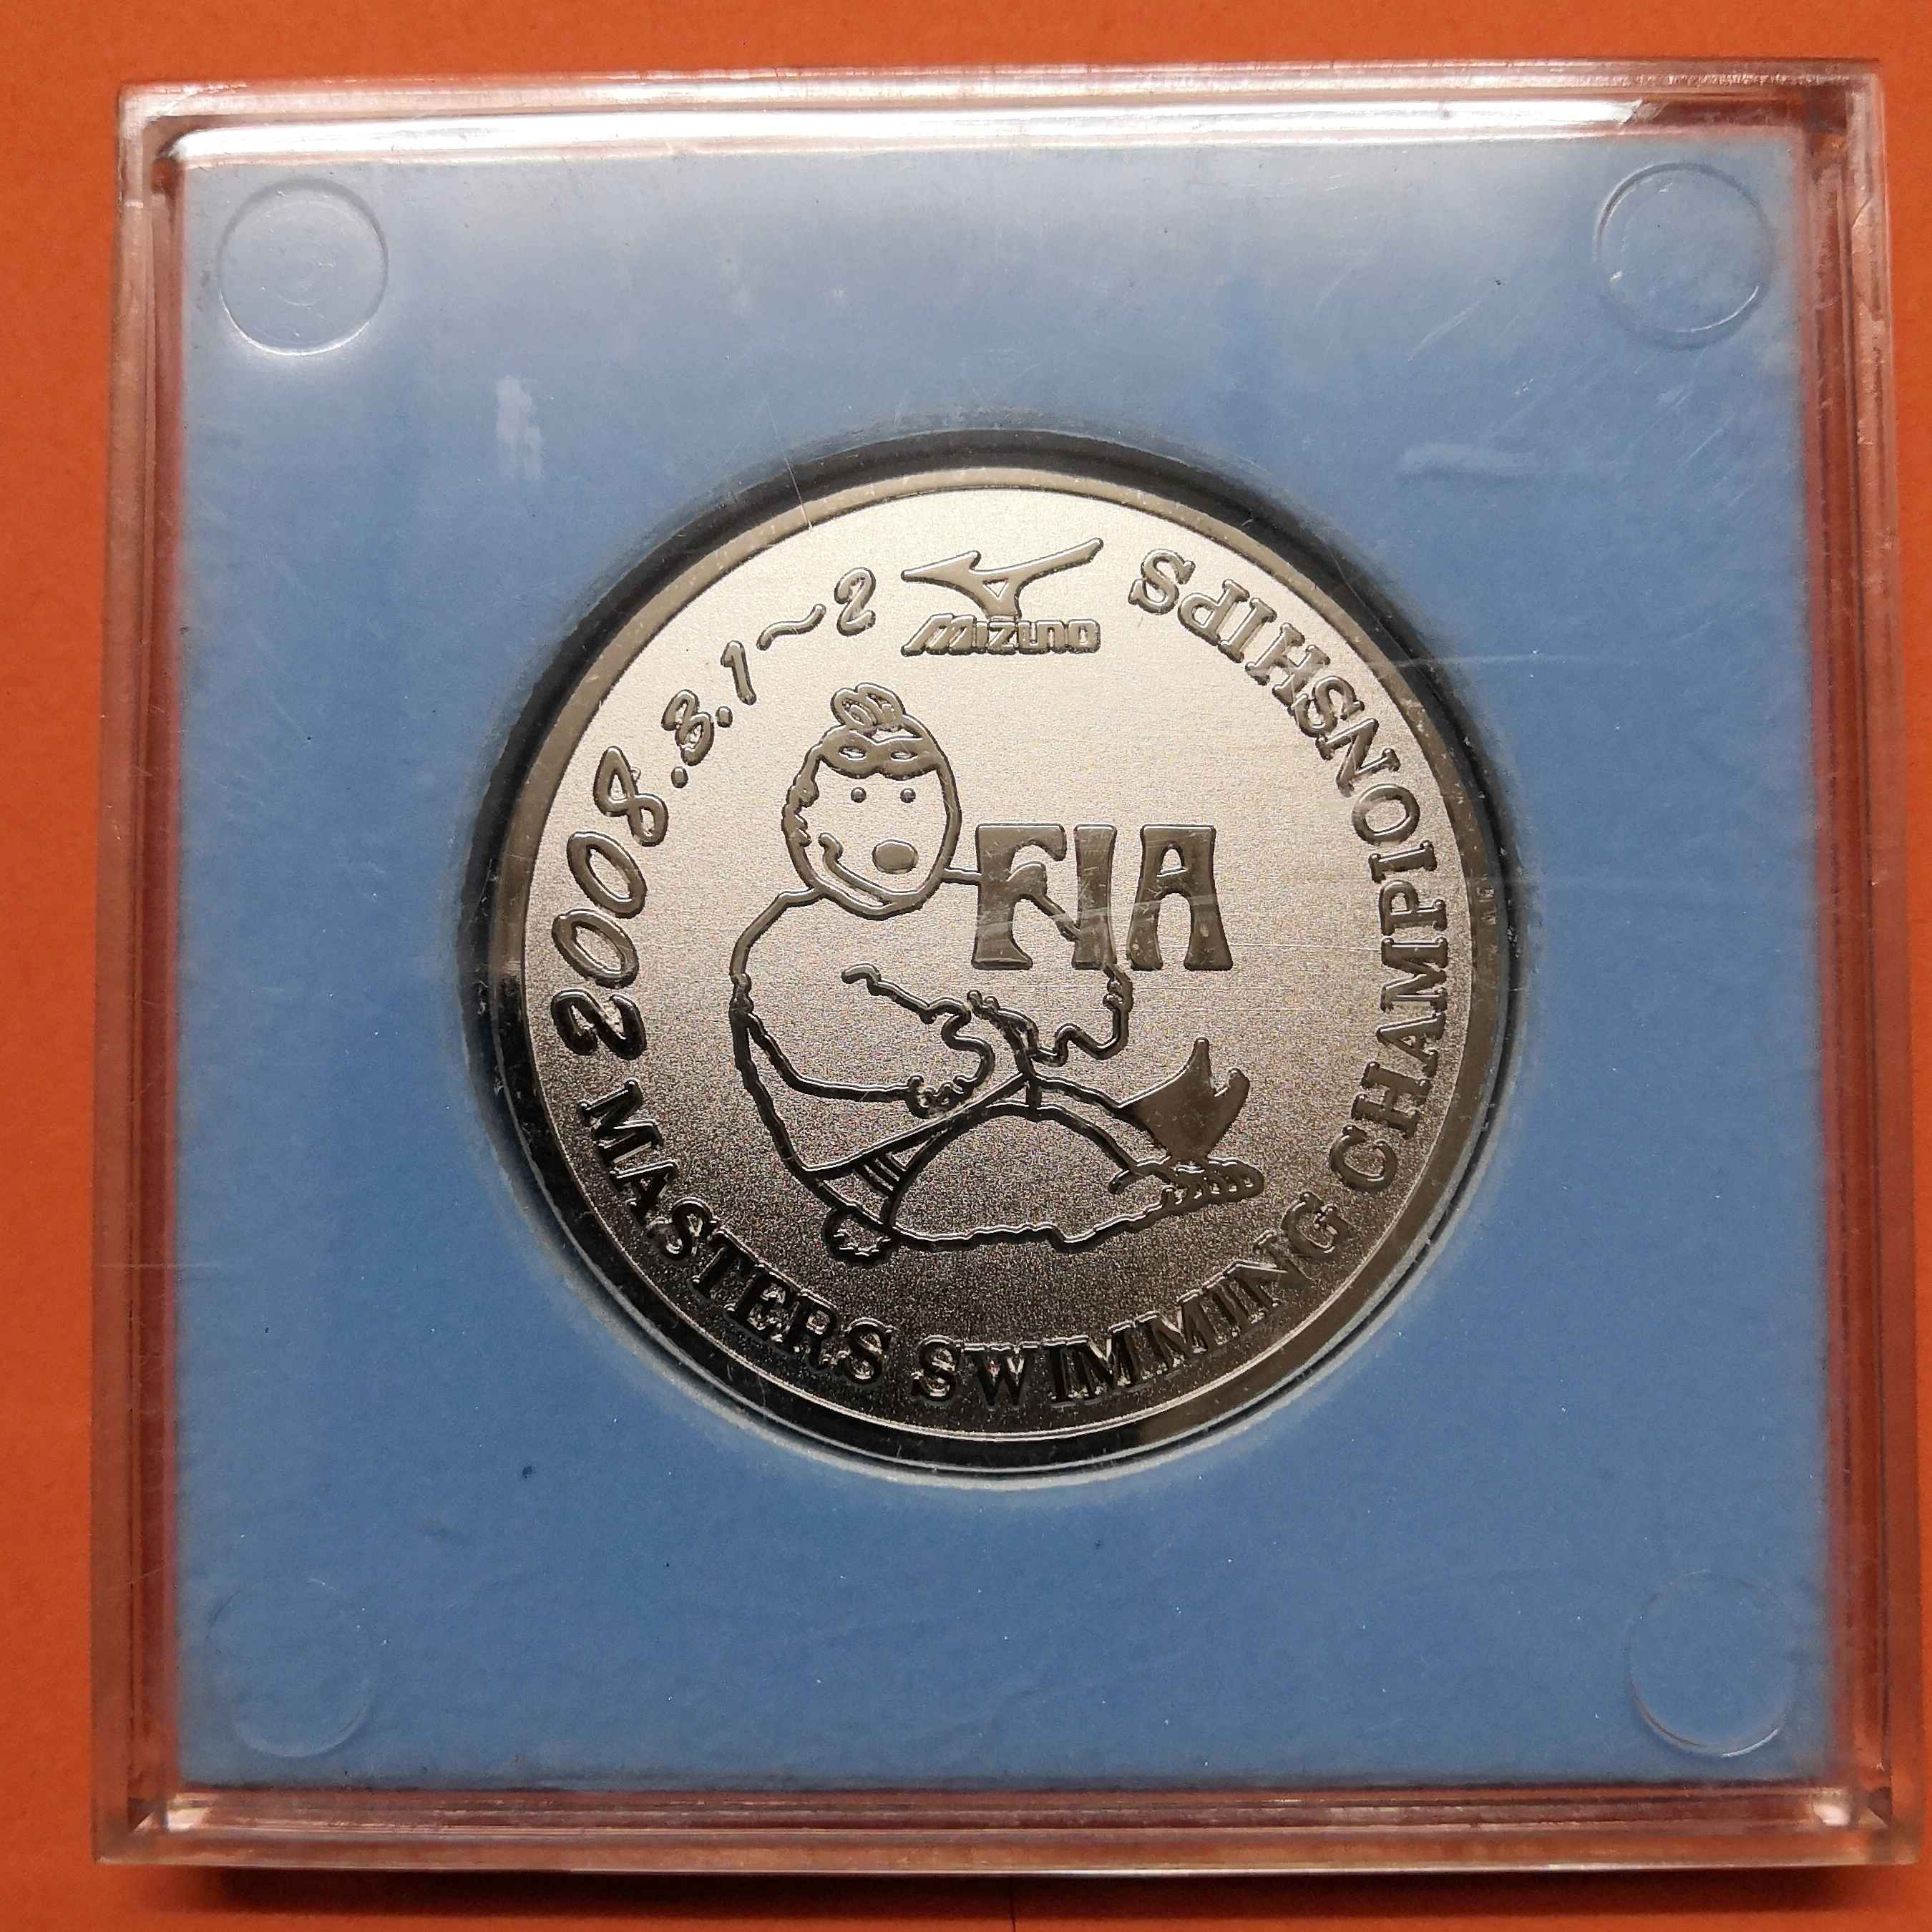 2008.3.1~2
MIZUNO
FIA
MASTERS SWIMMING CHAMPIONSHIPS